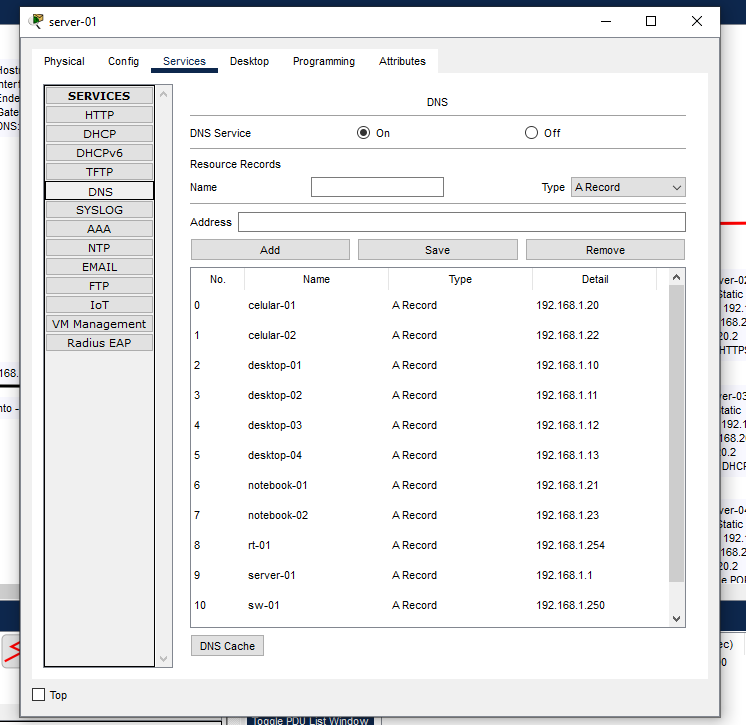 server-01
Physical Config Services Desktop Programming Attributes
SERVICES
HTTP
DHCP
DHCPv6
TFTP
DNS
SYSLOG
AAA
NTP
EMAIL
FTP
IoT
VM Management
Radius EAP
DNS
DNS Service On Off
Resource Records
Name Type A Record
Address
Add Save Remove
No. Name Type Detail
0 celular-01 A Record 192.168.1.20
1 celular-02 A Record 192.168.1.22
2 desktop-01 A Record 192.168.1.10
3 desktop-02 A Record 192.168.1.11
4 desktop-03 A Record 192.168.1.12
5 desktop-04 A Record 192.168.1.13
6 notebook-01 A Record 192.168.1.21
7 notebook-02 A Record 192.168.1.23
8 rt-01 A Record 192.168.1.254
9 server-01 A Record 192.168.1.1
10 sw-01 A Record 192.168.1.250
DNS Cache
Top
Toggle PDU List Window